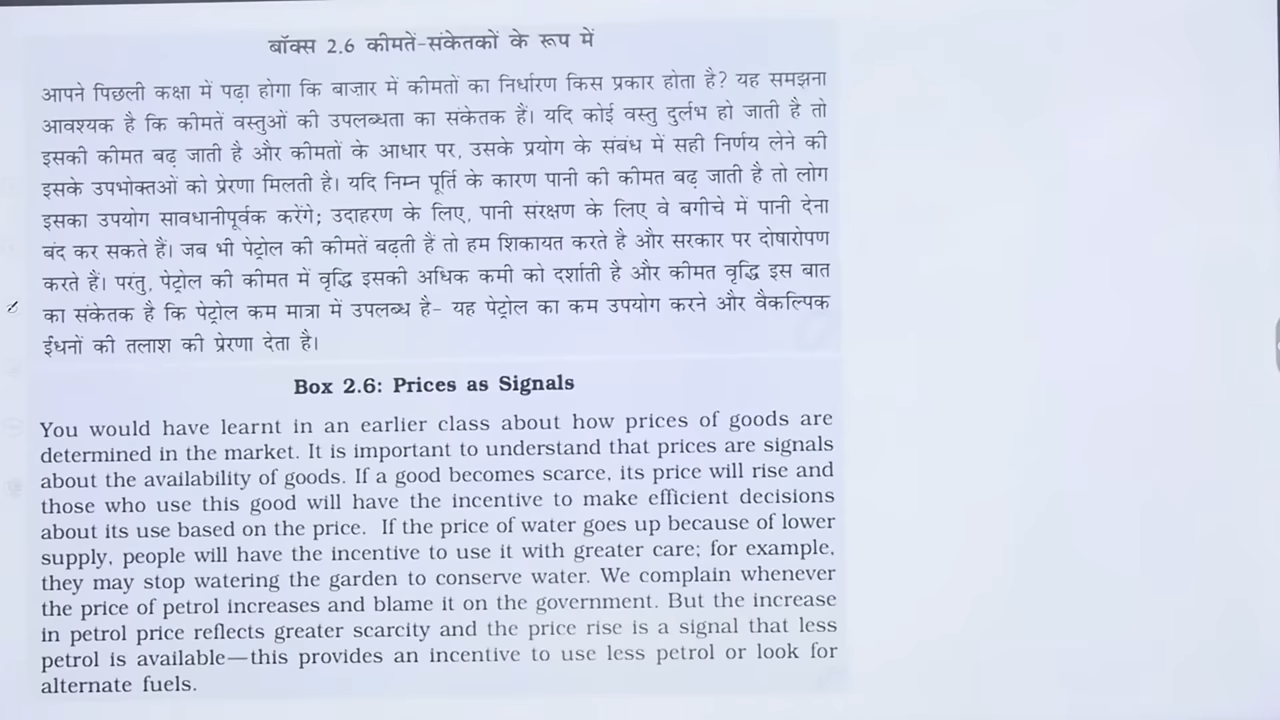 बॉक्स 2.6 कीमतें-संकेतकों के रूप में
आपने पिछली कक्षा में पढ़ा होगा कि बाज़ार में कीमतों का निर्धारण किस प्रकार होता है? यह समझना
आवश्यक है कि कीमतें वस्तुओं की उपलब्धता का संकेतक हैं। यदि कोई वस्तु दुर्लभ हो जाती है तो
इसकी कीमत बढ़ जाती है और कीमतों के आधार पर, उसके प्रयोग के संबंध में सही निर्णय लेने की
इसके उपभोक्तओं को प्रेरणा मिलती है। यदि निम्न पूर्ति के कारण पानी की कीमत बढ़ जाती है तो लोग
इसका उपयोग सावधानीपूर्वक करेंगे; उदाहरण के लिए, पानी संरक्षण के लिए वे बगीचे में पानी देना
बंद कर सकते हैं। जब भी पेट्रोल की कीमतें बढ़ती हैं तो हम शिकायत करते है और सरकार पर दोषारोपण
करते हैं। परंतु, पेट्रोल की कीमत में वृद्धि इसकी अधिक कमी को दर्शाती है और कीमत वृद्धि इस बात
का संकेतक है कि पेट्रोल कम मात्रा में उपलब्ध है- यह पेट्रोल का कम उपयोग करने और वैकल्पिक
ईंधनों की तलाश की प्रेरणा देता है।
Box 2.6: Prices as Signals
You would have learnt in an earlier class about how prices of goods are
determined in the market. It is important to understand that prices are signals
about the availability of goods. If a good becomes scarce, its price will rise and
those who use this good will have the incentive to make efficient decisions
about its use based on the price. If the price of water goes up because of lower
supply, people will have the incentive to use it with greater care; for example,
they may stop watering the garden to conserve water. We complain whenever
the price of petrol increases and blame it on the government. But the increase
in petrol price reflects greater scarcity and the price rise is a signal that less
petrol is available—this provides an incentive to use less petrol or look for
alternate fuels.